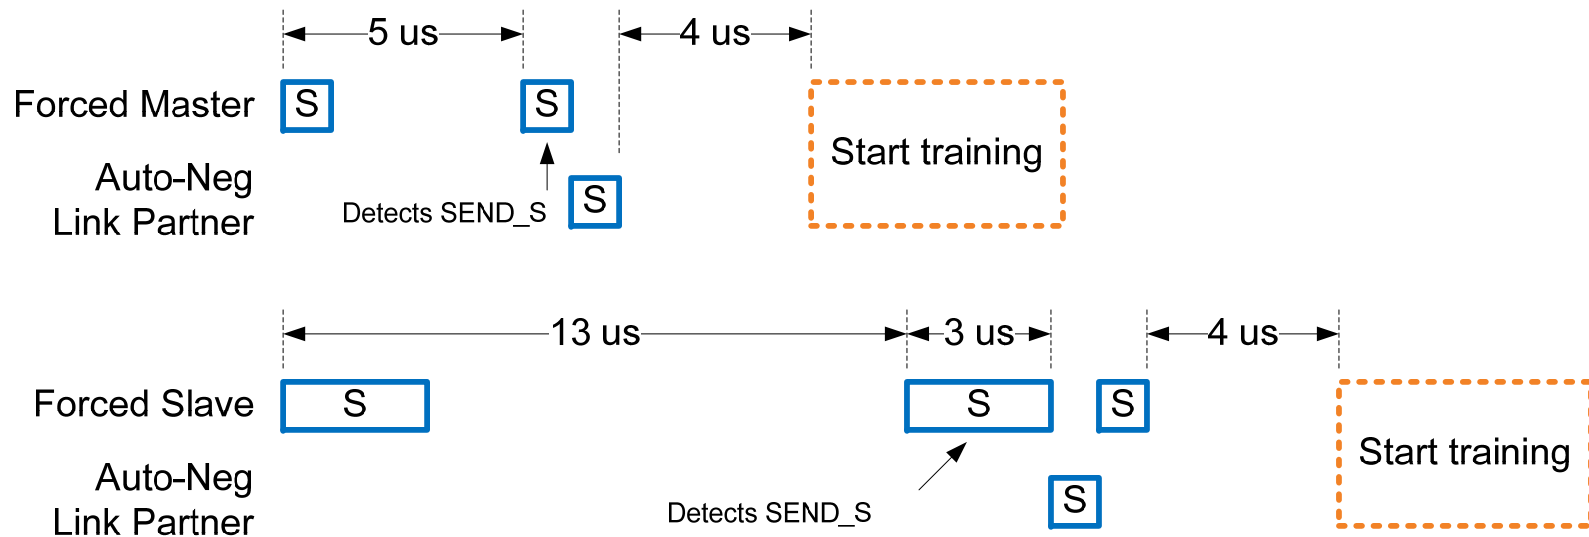 5 us
4 us
Forced Master
S
S
Start training
Auto-Neg
Link Partner
S
Detects SEND_S
13 us
3 us
4 us
Forced Slave
S
S
S
Start training
Auto-Neg
Link Partner
S
Detects SEND_S